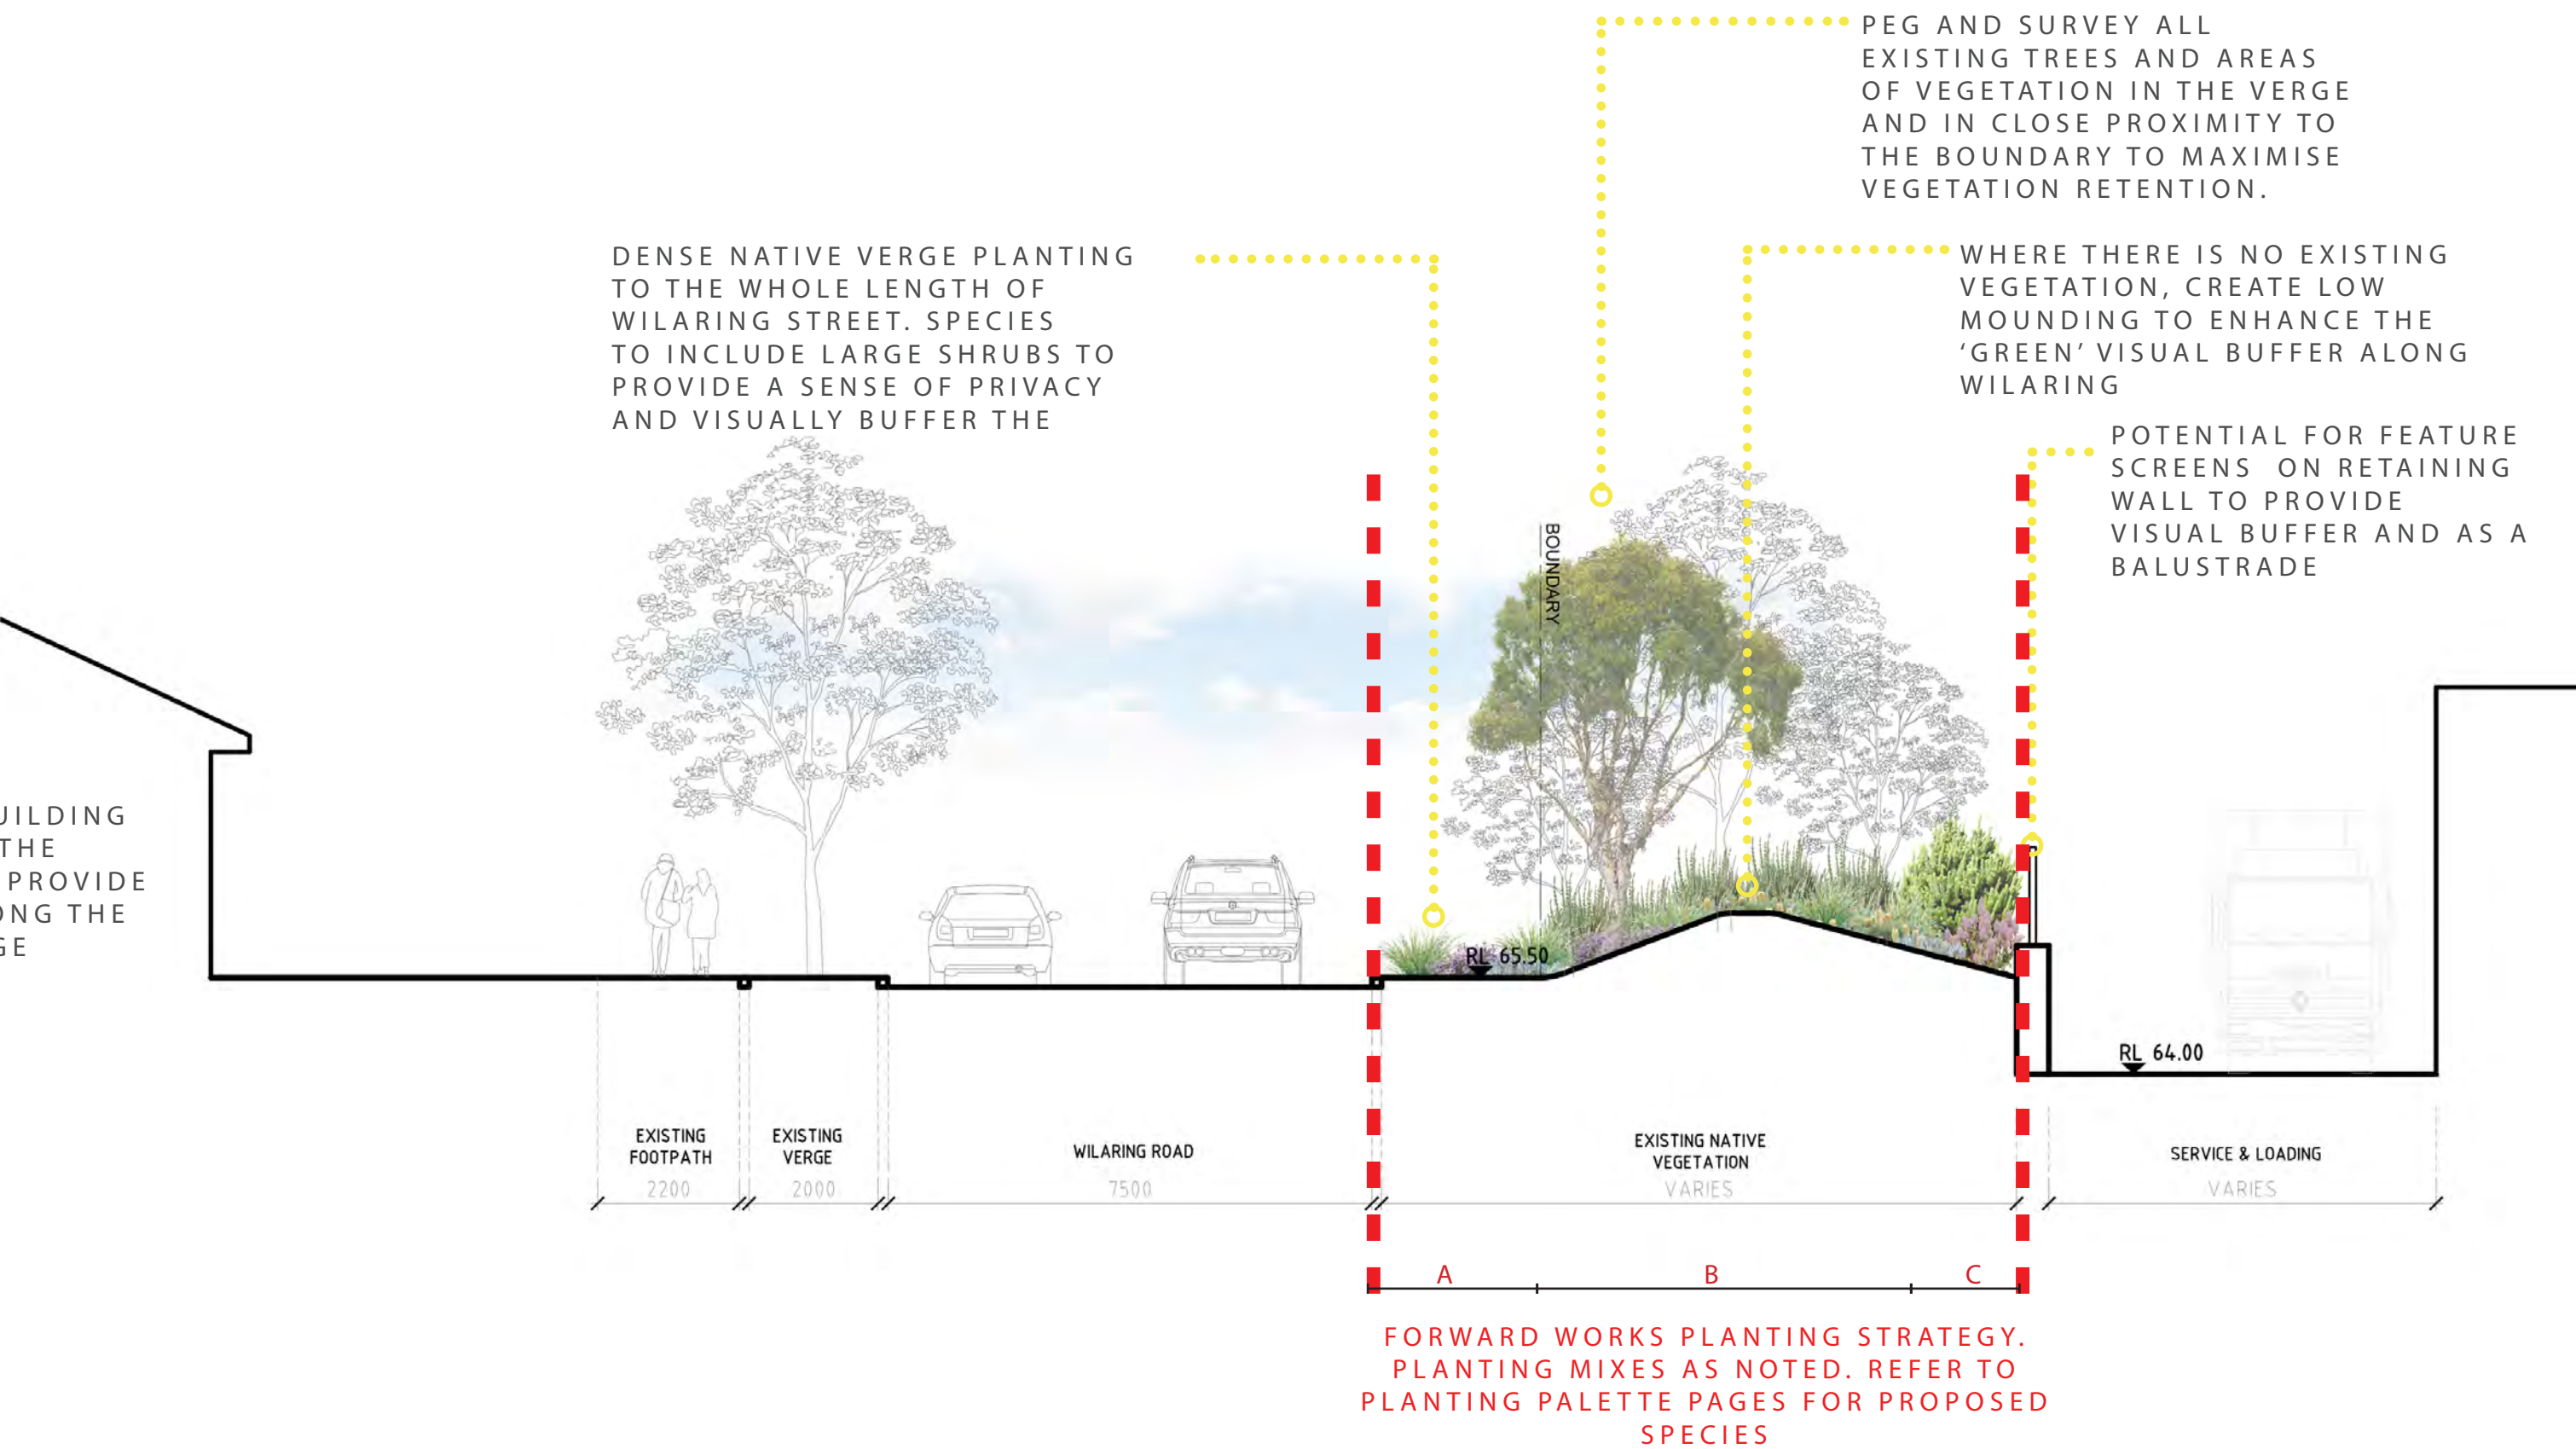 PEG AND SURVEY ALL
EXISTING TREES AND AREAS
OF VEGETATION IN THE VERGE
AND IN CLOSE PROXIMITY TO
THE BOUNDARY TO MAXIMISE
VEGETATION RETENTION.
DENSE NATIVE VERGE PLANTING
TO THE WHOLE LENGTH OF
WILARING STREET. SPECIES
TO INCLUDE LARGE SHRUBS TO
PROVIDE A SENSE OF PRIVACY
AND VISUALLY BUFFER THE
WHERE THERE IS NO EXISTING
VEGETATION, CREATE LOW
MOUNDING TO ENHANCE THE
‘GREEN’ VISUAL BUFFER ALONG
WILARING
POTENTIAL FOR FEATURE
SCREENS ON RETAINING
WALL TO PROVIDE
VISUAL BUFFER AND AS A
BALUSTRADE
BOUNDARY
UILDING
THE
PROVIDE
ONG THE
GE
RL 65.50
RL 64.00
EXISTING
FOOTPATH
2200
EXISTING
VERGE
2000
WILARING ROAD
7500
EXISTING NATIVE
VEGETATION
VARIES
SERVICE & LOADING
VARIES
A B C
FORWARD WORKS PLANTING STRATEGY.
PLANTING MIXES AS NOTED. REFER TO
PLANTING PALETTE PAGES FOR PROPOSED
SPECIES